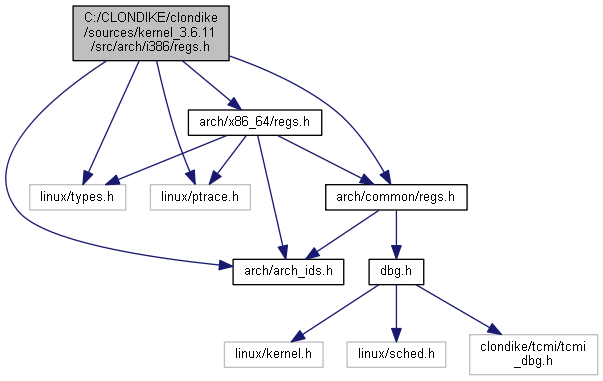 C:/CLONDIKE/clondike
/sources/kernel_3.6.11
/src/arch/i386/regs.h
arch/x86_64/regs.h
linux/types.h
linux/ptrace.h
arch/common/regs.h
arch/arch_ids.h
dbg.h
linux/kernel.h
linux/sched.h
clondike/tcmi/tcmi
_dbg.h